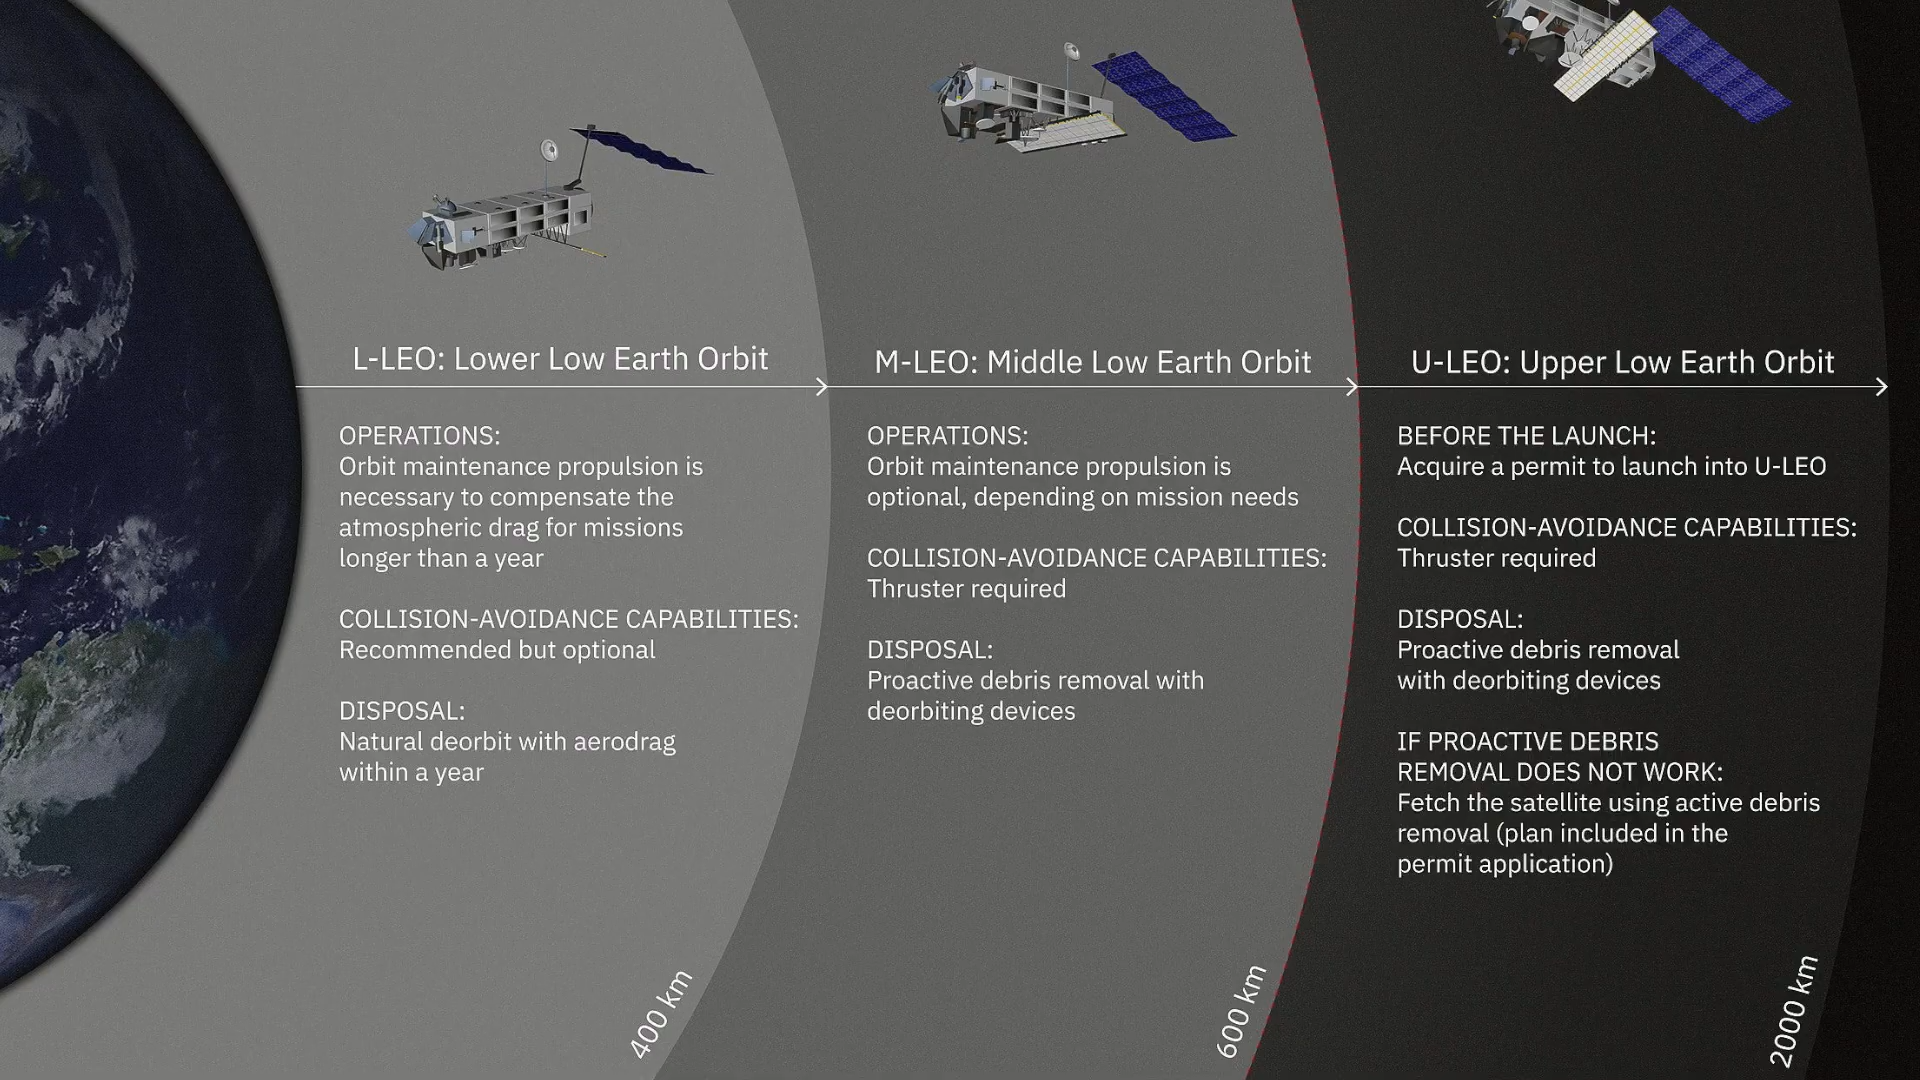 L-LEO: Lower Low Earth Orbit
OPERATIONS:
Orbit maintenance propulsion is
necessary to compensate the
atmospheric drag for missions
longer than a year
COLLISION-AVOIDANCE CAPABILITIES:
Recommended but optional
DISPOSAL:
Natural deorbit with aerodrag
within a year
400 km
M-LEO: Middle Low Earth Orbit
OPERATIONS:
Orbit maintenance propulsion is
optional, depending on mission needs
COLLISION-AVOIDANCE CAPABILITIES:
Thruster required
DISPOSAL:
Proactive debris removal with
deorbiting devices
600 km
U-LEO: Upper Low Earth Orbit
BEFORE THE LAUNCH:
Acquire a permit to launch into U-LEO
COLLISION-AVOIDANCE CAPABILITIES:
Thruster required
DISPOSAL:
Proactive debris removal
with deorbiting devices
IF PROACTIVE DEBRIS
REMOVAL DOES NOT WORK:
Fetch the satellite using active debris
removal (plan included in the
permit application)
2000 km